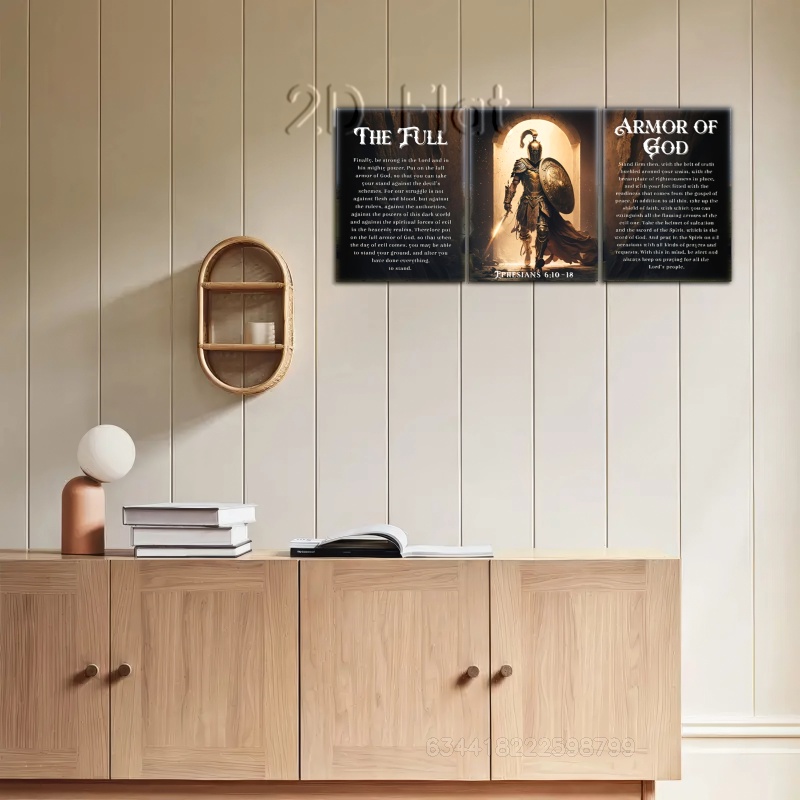 2D Flat
THE FULL
Finally, be strong in the Lord and in
his mighty power. Put on the full
armor of God, so that you can take
your stand against the devil's
schemes. For our struggle is not
against flesh and blood, but against
the rulers, against the authorities,
against the powers of this dark world
and against the spiritual forces of evil
in the heavenly realms. Therefore put
on the full armor of God, so that when
the day of evil comes, you may be able
to stand your ground, and after you
have done everything,
to stand.
EPHESIANS 6:10-18
ARMOR OF
GOD
Stand firm then, with the belt of truth
buckled around your waist, with the
breastplate of righteousness in place,
and with your feet fitted with the
readiness that comes from the gospel of
peace. In addition to all this, take up the
shield of faith, with which you can
extinguish all the flaming arrows of the
evil one. Take the helmet of salvation
and the sword of the Spirit, which is the
word of God. And pray in the Spirit on all
occasions with all kinds of prayers and
requests. With this in mind, be alert and
always keep on praying for all the
Lord's people.
634418222598799